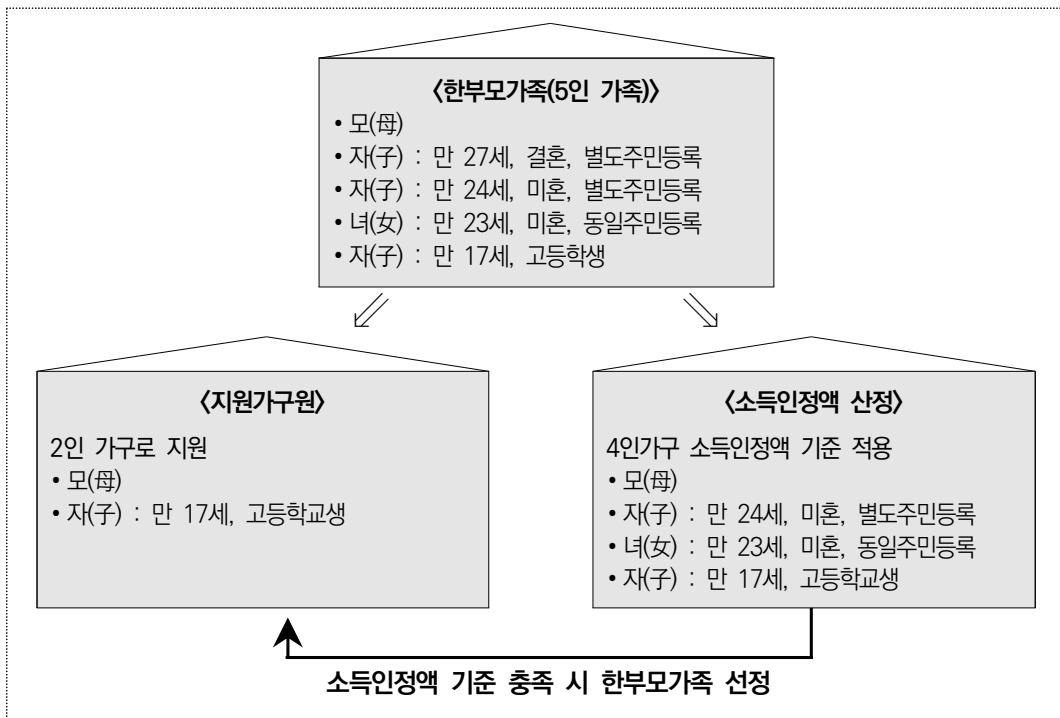 〈한부모가족(5인 가족)〉
• 모(母)
• 자(子) : 만 27세, 결혼, 별도주민등록
• 자(子) : 만 24세, 미혼, 별도주민등록
• 녀(女) : 만 23세, 미혼, 동일주민등록
• 자(子) : 만 17세, 고등학생
〈지원가구원〉
2인 가구로 지원
• 모(母)
• 자(子) : 만 17세, 고등학교생
〈소득인정액 산정〉
4인가구 소득인정액 기준 적용
• 모(母)
• 자(子) : 만 24세, 미혼, 별도주민등록
• 녀(女) : 만 23세, 미혼, 동일주민등록
• 자(子) : 만 17세, 고등학교생
소득인정액 기준 충족 시 한부모가족 선정